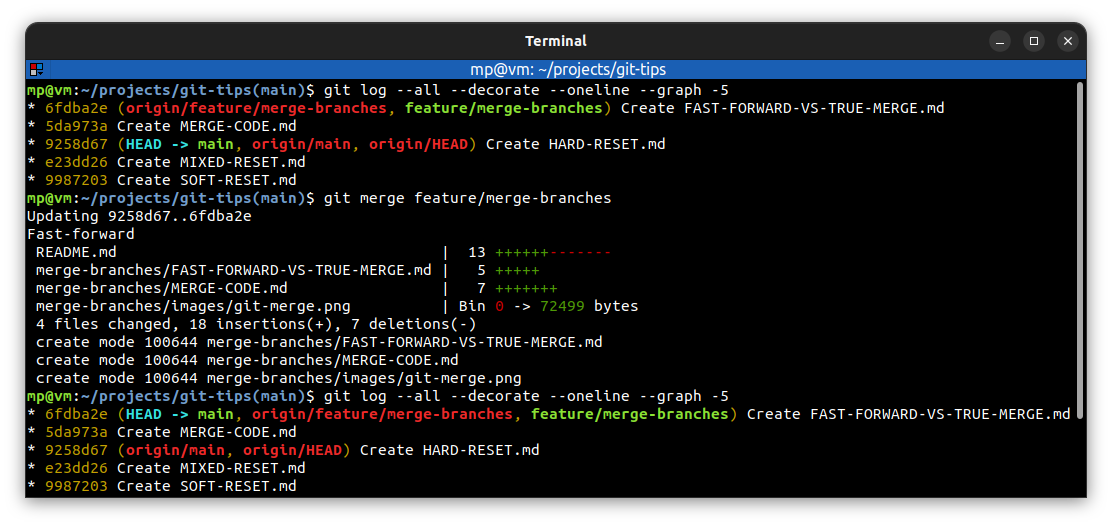 Terminal
mp@vm: ~/projects/git-tips
mp@vm:~/projects/git-tips(main)$ git log --all --decorate --oneline --graph -5
* 6fdba2e (origin/feature/merge-branches, feature/merge-branches) Create FAST-FORWARD-VS-TRUE-MERGE.md
* 5da973a Create MERGE-CODE.md
* 9258d67 (HEAD -> main, origin/main, origin/HEAD) Create HARD-RESET.md
* e23dd26 Create MIXED-RESET.md
* 9987203 Create SOFT-RESET.md
mp@vm:~/projects/git-tips(main)$ git merge feature/merge-branches
Updating 9258d67..6fdba2e
Fast-forward
 README.md                                    |  13 ++++++-------
 merge-branches/FAST-FORWARD-VS-TRUE-MERGE.md |   5 +++++
 merge-branches/MERGE-CODE.md                 |   7 +++++++
 merge-branches/images/git-merge.png          | Bin 0 -> 72499 bytes
 4 files changed, 18 insertions(+), 7 deletions(-)
 create mode 100644 merge-branches/FAST-FORWARD-VS-TRUE-MERGE.md
 create mode 100644 merge-branches/MERGE-CODE.md
 create mode 100644 merge-branches/images/git-merge.png
mp@vm:~/projects/git-tips(main)$ git log --all --decorate --oneline --graph -5
* 6fdba2e (HEAD -> main, origin/feature/merge-branches, feature/merge-branches) Create FAST-FORWARD-VS-TRUE-MERGE.md
* 5da973a Create MERGE-CODE.md
* 9258d67 (origin/main, origin/HEAD) Create HARD-RESET.md
* e23dd26 Create MIXED-RESET.md
* 9987203 Create SOFT-RESET.md